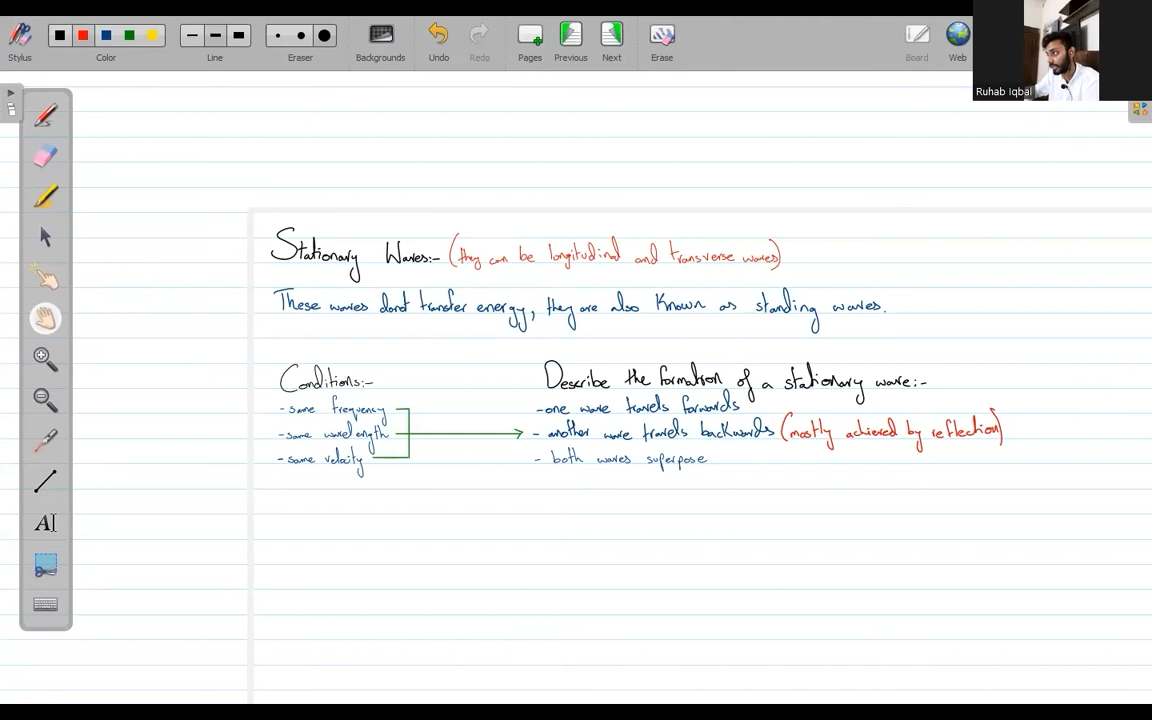 Stylus
Color
Line
Eraser
Backgrounds
Undo
Redo
Pages
Previous
Next
Erase
Board
Web
Ruhab Iqbal
Stationary Waves:- (they can be longitudinal and transverse waves)
These waves dont transfer energy, they are also known as standing waves.
Conditions:-
- same frequency
- same wavelength
- same velocity
Describe the formation of a stationary wave:-
- one wave travels forwards
- another wave travels backwards (mostly achieved by reflection)
- both waves superpose